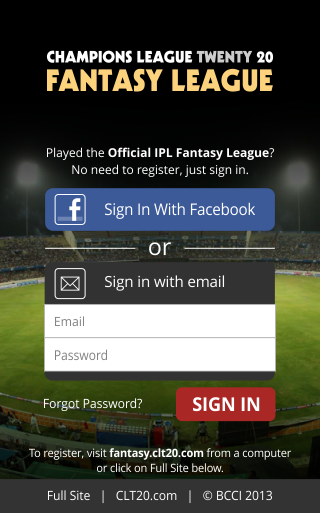 CHAMPIONS LEAGUE TWENTY 20
FANTASY LEAGUE
Played the Official IPL Fantasy League?
No need to register, just sign in.
Sign In With Facebook
or
Sign in with email
Email
Password
Forgot Password?
SIGN IN
To register, visit fantasy.clt20.com from a computer
or click on Full Site below.
Full Site | CLT20.com | © BCCI 2013